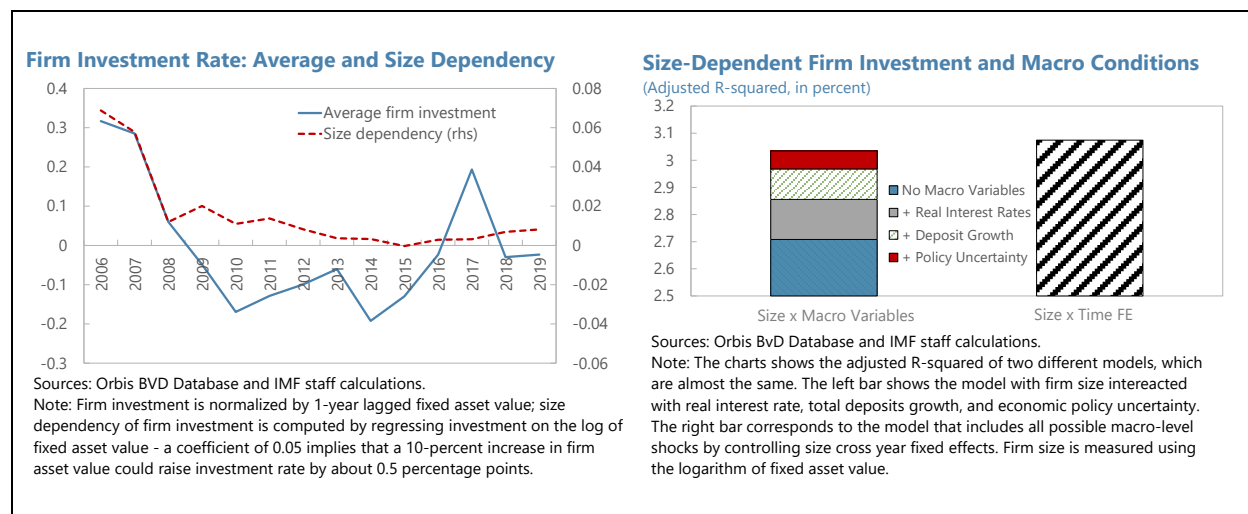 Firm Investment Rate: Average and Size Dependency
0.4
0.3
0.2
0.1
0
-0.1
-0.2
-0.3
0.08
0.06
0.04
0.02
0
-0.02
-0.04
-0.06
Average firm investment
Size dependency (rhs)
2006
2007
2008
2009
2010
2011
2012
2013
2014
2015
2016
2017
2018
2019
Sources: Orbis BVD Database and IMF staff calculations.
Note: Firm investment is normalized by 1-year lagged fixed asset value; size
dependency of firm investment is computed by regressing investment on the log of
fixed asset value - a coefficient of 0.05 implies that a 10-percent increase in firm
asset value could raise investment rate by about 0.5 percentage points.
Size-Dependent Firm Investment and Macro Conditions
(Adjusted R-squared, in percent)
3.2
3.1
3
2.9
2.8
2.7
2.6
2.5
No Macro Variables
+ Real Interest Rates
+ Deposit Growth
+ Policy Uncertainty
Size x Macro Variables
Size x Time FE
Sources: Orbis BvD Database and IMF staff calculations.
Note: The charts shows the adjusted R-squared of two different models, which
are almost the same. The left bar shows the model with firm size intereacted
with real interest rate, total deposits growth, and economic policy uncertainty.
The right bar corresponds to the model that includes all possible macro-level
shocks by controlling size cross year fixed effects. Firm size is measured using
the logarithm of fixed asset value.